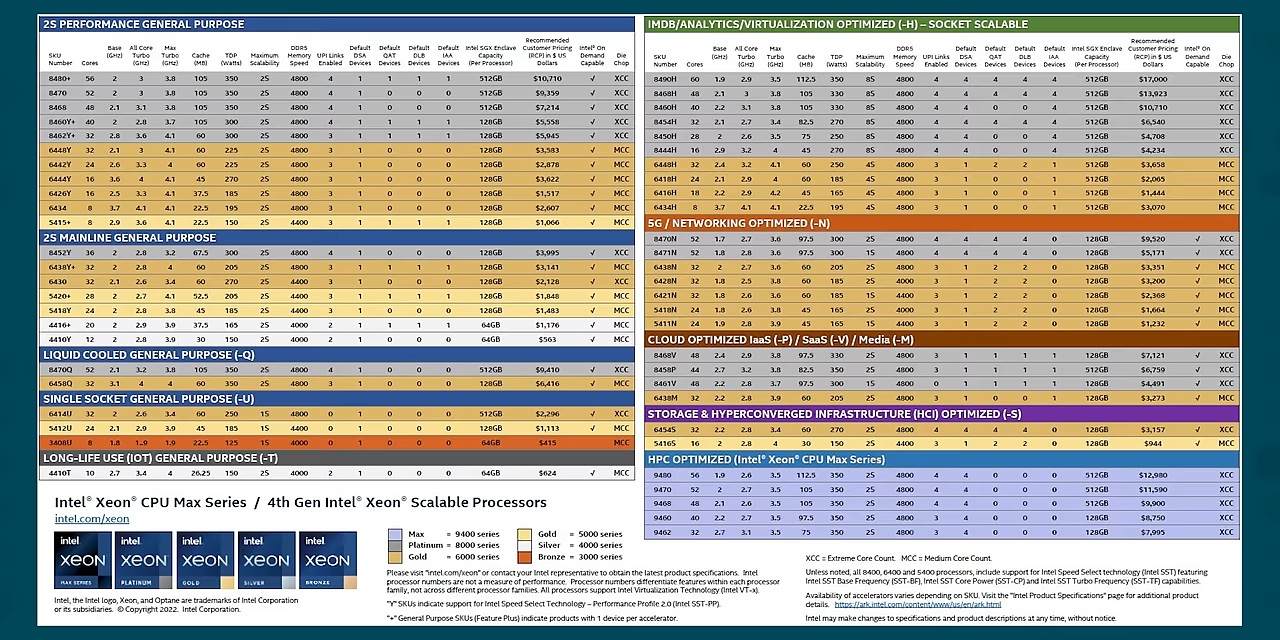 2S PERFORMANCE GENERAL PURPOSE
SKU Number Cores Base (GHz) All Core Turbo (GHz) Max Turbo (GHz) Cache (MB) TDP (Watts) Maximum Scalability DDR5 Memory Speed UPI Links Enabled Default DSA Devices Default QAT Devices Default DLB Devices Default IAA Devices Intel SGX Enclave Capacity (Per Processor) Recommended Customer Pricing (RCP) in $ US Dollars Intel® On Demand Capable Die Chop
8480+ 56 2 3 3.8 105 350 2S 4800 4 1 1 1 1 512GB $10,710 √ XCC
8470 52 2 3 3.8 105 350 2S 4800 4 1 0 0 0 512GB $9,359 √ XCC
8468 48 2.1 3.1 3.8 105 350 2S 4800 4 1 0 0 0 512GB $7,214 √ XCC
8460Y+ 40 2 2.8 3.7 105 300 2S 4800 4 1 1 1 1 128GB $5,558 √ XCC
8462Y+ 32 2.8 3.6 4.1 60 300 2S 4800 3 1 1 1 1 128GB $5,945 √ MCC
6448Y 32 2.1 3 4.1 60 225 2S 4800 3 1 0 0 0 128GB $3,583 √ MCC
6442Y 24 2.6 3.3 4 60 225 2S 4800 3 1 0 0 0 128GB $2,878 √ MCC
6444Y 16 3.6 4 4.1 45 270 2S 4800 3 1 0 0 0 128GB $3,622 √ MCC
6426Y 16 2.5 3.3 4.1 37.5 185 2S 4800 3 1 0 0 0 128GB $1,517 √ MCC
6434 8 3.7 4.1 4.1 22.5 195 2S 4800 3 1 0 0 0 128GB $2,607 √ MCC
5415+ 8 2.9 3.6 4.1 22.5 150 2S 4400 3 1 1 1 1 128GB $1,066 √ MCC
2S MAINLINE GENERAL PURPOSE
8452Y 36 2 2.8 3.2 67.5 300 2S 4800 4 1 0 0 0 128GB $3,995 √ XCC
6438Y+ 32 2 2.8 4 60 205 2S 4800 3 1 1 1 1 128GB $3,141 √ MCC
6430 32 2.1 2.6 3.4 60 270 2S 4400 3 1 0 0 0 128GB $2,128 √ XCC
5420+ 28 2 2.7 4.1 52.5 205 2S 4400 3 1 1 1 1 128GB $1,848 √ MCC
5418Y 24 2 2.8 3.8 45 185 2S 4400 3 1 0 0 0 128GB $1,483 √ MCC
4416+ 20 2 2.9 3.9 37.5 165 2S 4000 2 1 1 1 1 64GB $1,176 √ MCC
4410Y 12 2 2.8 3.9 30 150 2S 4000 2 1 0 0 0 64GB $563 √ MCC
LIQUID COOLED GENERAL PURPOSE (-Q)
8470Q 52 2.1 3.2 3.8 105 350 2S 4800 4 1 0 0 0 512GB $9,410 √ XCC
6458Q 32 3.1 4 4 60 350 2S 4800 3 1 0 0 0 128GB $6,416 √ MCC
SINGLE SOCKET GENERAL PURPOSE (-U)
6414U 32 2 2.6 3.4 60 250 1S 4800 0 1 0 0 0 512GB $2,296 √ XCC
5412U 24 2.1 2.9 3.9 45 185 1S 4400 0 1 0 0 0 128GB $1,113 √ MCC
3408U 8 1.8 1.9 1.9 22.5 125 1S 4000 0 1 0 0 0 64GB $415 MCC
LONG-LIFE USE (IOT) GENERAL PURPOSE (-T)
4410T 10 2.7 3.4 4 26.25 150 2S 4000 2 1 0 0 0 64GB $624 √ MCC
Intel® Xeon® CPU Max Series / 4th Gen Intel® Xeon® Scalable Processors
intel.com/xeon
intel. XEON MAX SERIES
intel. XEON PLATINUM
intel. XEON GOLD
intel. XEON SILVER
intel. XEON BRONZE
Intel, the Intel logo, Xeon, and Optane are trademarks of Intel Corporation
or its subsidiaries. © Copyright 2022. Intel Corporation.
Max = 9400 series Gold = 5000 series
Platinum = 8000 series Silver = 4000 series
Gold = 6000 series Bronze = 3000 series
Please visit "intel.com/xeon" or contact your Intel representative to obtain the latest product specifications. Intel
processor numbers are not a measure of performance. Processor numbers differentiate features within each processor
family, not across different processor families. All processors support Intel Virtualization Technology (Intel VT-x).
"Y" SKUs indicate support for Intel Speed Select Technology – Performance Profile 2.0 (Intel SST-PP).
"+" General Purpose SKUs (Feature Plus) indicate products with 1 device per accelerator.
IMDB/ANALYTICS/VIRTUALIZATION OPTIMIZED (-H) – SOCKET SCALABLE
SKU Number Cores Base (GHz) All Core Turbo (GHz) Max Turbo (GHz) Cache (MB) TDP (Watts) Maximum Scalability DDR5 Memory Speed UPI Links Enabled Default DSA Devices Default QAT Devices Default DLB Devices Default IAA Devices Intel SGX Enclave Capacity (Per Processor) Recommended Customer Pricing (RCP) in $ US Dollars Intel® On Demand Capable Die Chop
8490H 60 1.9 2.9 3.5 112.5 350 8S 4800 4 4 4 4 4 512GB $17,000 XCC
8468H 48 2.1 3 3.8 105 330 8S 4800 4 4 4 4 4 512GB $13,923 XCC
8460H 40 2.2 3.1 3.8 105 330 8S 4800 4 4 0 0 4 512GB $10,710 XCC
8454H 32 2.1 2.7 3.4 82.5 270 8S 4800 4 4 4 4 4 512GB $6,540 √ XCC
8450H 28 2 2.6 3.5 75 250 8S 4800 4 4 0 0 4 512GB $4,708 √ XCC
8444H 16 2.9 3.2 4 45 270 8S 4800 4 4 0 0 4 512GB $4,234 √ XCC
6448H 32 2.4 3.2 4.1 60 250 4S 4800 3 1 2 2 1 512GB $3,658 √ MCC
6418H 24 2.1 2.9 4 60 185 4S 4800 3 1 0 0 1 512GB $2,065 √ MCC
6416H 18 2.2 2.9 4.2 45 165 4S 4800 3 1 0 0 1 512GB $1,444 √ MCC
6434H 8 3.7 4.1 4.1 22.5 195 4S 4800 3 1 0 0 1 512GB $3,070 √ MCC
5G / NETWORKING OPTIMIZED (-N)
8470N 52 1.7 2.7 3.6 97.5 300 2S 4800 4 4 4 4 0 128GB $9,520 √ XCC
8471N 52 1.8 2.8 3.6 97.5 300 1S 4800 4 4 4 4 0 128GB $5,171 √ XCC
6438N 32 2 2.7 3.6 60 205 2S 4800 3 1 2 2 0 128GB $3,351 √ MCC
6428N 32 1.8 2.5 3.8 60 185 2S 4000 3 1 2 2 0 128GB $3,200 √ MCC
6421N 32 1.8 2.6 3.6 60 185 1S 4400 3 1 2 2 0 128GB $2,368 √ MCC
5418N 24 1.8 2.6 3.8 45 165 2S 4000 3 1 2 2 0 128GB $1,664 √ MCC
5411N 24 1.9 2.8 3.9 45 165 1S 4400 3 1 2 2 0 128GB $1,232 √ MCC
CLOUD OPTIMIZED IaaS (-P) / SaaS (-V) / Media (-M)
8468V 48 2.4 2.9 3.8 97.5 330 2S 4800 3 1 1 1 1 128GB $7,121 √ XCC
8458P 44 2.7 3.2 3.8 82.5 350 2S 4800 3 1 1 1 1 512GB $6,759 √ XCC
8461V 48 2.2 2.8 3.7 97.5 300 1S 4800 0 1 1 1 1 128GB $4,491 √ XCC
6438M 32 2.2 2.8 3.9 60 205 2S 4800 3 1 0 0 1 128GB $3,273 √ MCC
STORAGE & HYPERCONVERGED INFRASTRUCTURE (HCI) OPTIMIZED (-S)
6454S 32 2.2 2.8 3.4 60 270 2S 4800 4 4 4 4 0 128GB $3,157 √ XCC
5416S 16 2 2.8 4 30 150 2S 4400 3 1 2 2 0 128GB $944 √ MCC
HPC OPTIMIZED (Intel® Xeon® CPU Max Series)
9480 56 1.9 2.6 3.5 112.5 350 2S 4800 4 4 0 0 0 512GB $12,980 XCC
9470 52 2 2.7 3.5 105 350 2S 4800 4 4 0 0 0 512GB $11,590 XCC
9468 48 2.1 2.6 3.5 105 350 2S 4800 4 4 0 0 0 512GB $9,900 XCC
9460 40 2.2 2.7 3.5 97.5 350 2S 4800 3 4 0 0 0 128GB $8,750 XCC
9462 32 2.7 3.1 3.5 75 350 2S 4800 3 4 0 0 0 128GB $7,995 XCC
XCC = Extreme Core Count. MCC = Medium Core Count.
Unless noted, all 8400, 6400 and 5400 processors, include support for Intel Speed Select technology (Intel SST) featuring
Intel SST Base Frequency (SST-BF), Intel SST Core Power (SST-CP) and Intel SST Turbo Frequency (SST-TF) capabilities.
Availability of accelerators varies depending on SKU. Visit the "Intel Product Specifications" page for additional product
details. https://ark.intel.com/content/www/us/en/ark.html
Intel may make changes to specifications and product descriptions at any time, without notice.